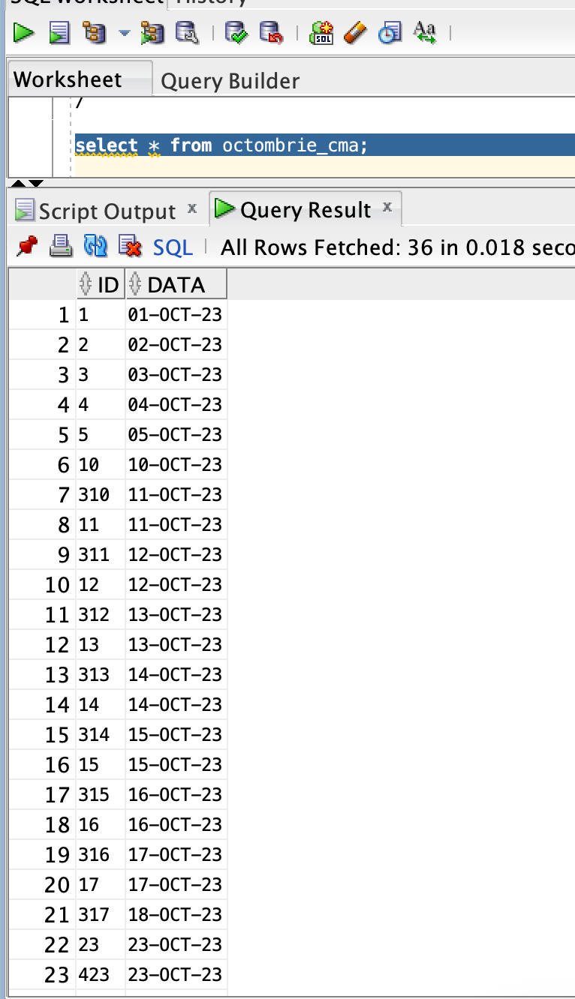 SQL Worksheet History
Aa
SQL
Worksheet Query Builder
/
select * from octombrie_cma;
Script Output x Query Result x
SQL All Rows Fetched: 36 in 0.018 seco
ID DATA
1 1 01-OCT-23
2 2 02-OCT-23
3 3 03-OCT-23
4 4 04-OCT-23
5 5 05-OCT-23
6 10 10-OCT-23
7 310 11-OCT-23
8 11 11-OCT-23
9 311 12-OCT-23
10 12 12-OCT-23
11 312 13-OCT-23
12 13 13-OCT-23
13 313 14-OCT-23
14 14 14-OCT-23
15 314 15-OCT-23
16 15 15-OCT-23
17 315 16-OCT-23
18 16 16-OCT-23
19 316 17-OCT-23
20 17 17-OCT-23
21 317 18-OCT-23
22 23 23-OCT-23
23 423 23-OCT-23